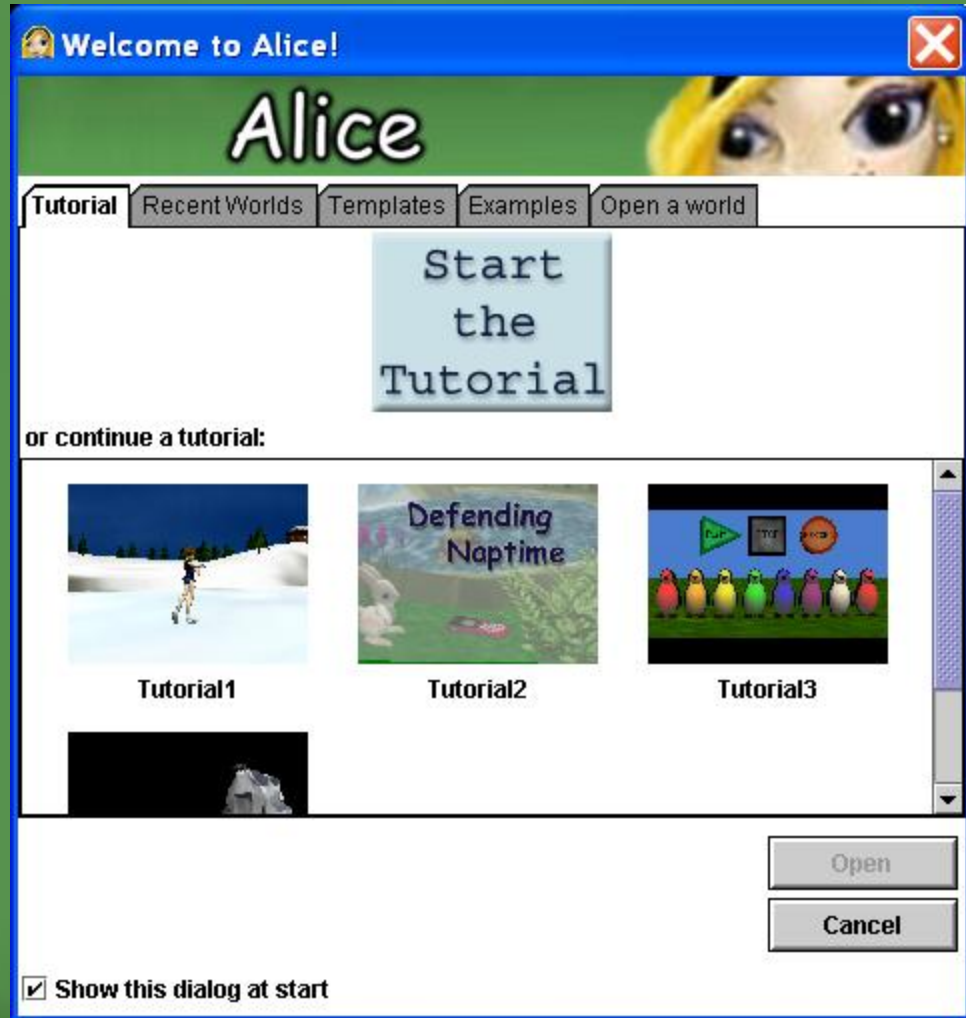 Welcome to Alice!
Alice
Tutorial
Recent Worlds
Templates
Examples
Open a world
Start
the
Tutorial
or continue a tutorial:
Defending
Naptime
STOP
Tutorial1
Tutorial2
Tutorial3
Open
Cancel
Show this dialog at start